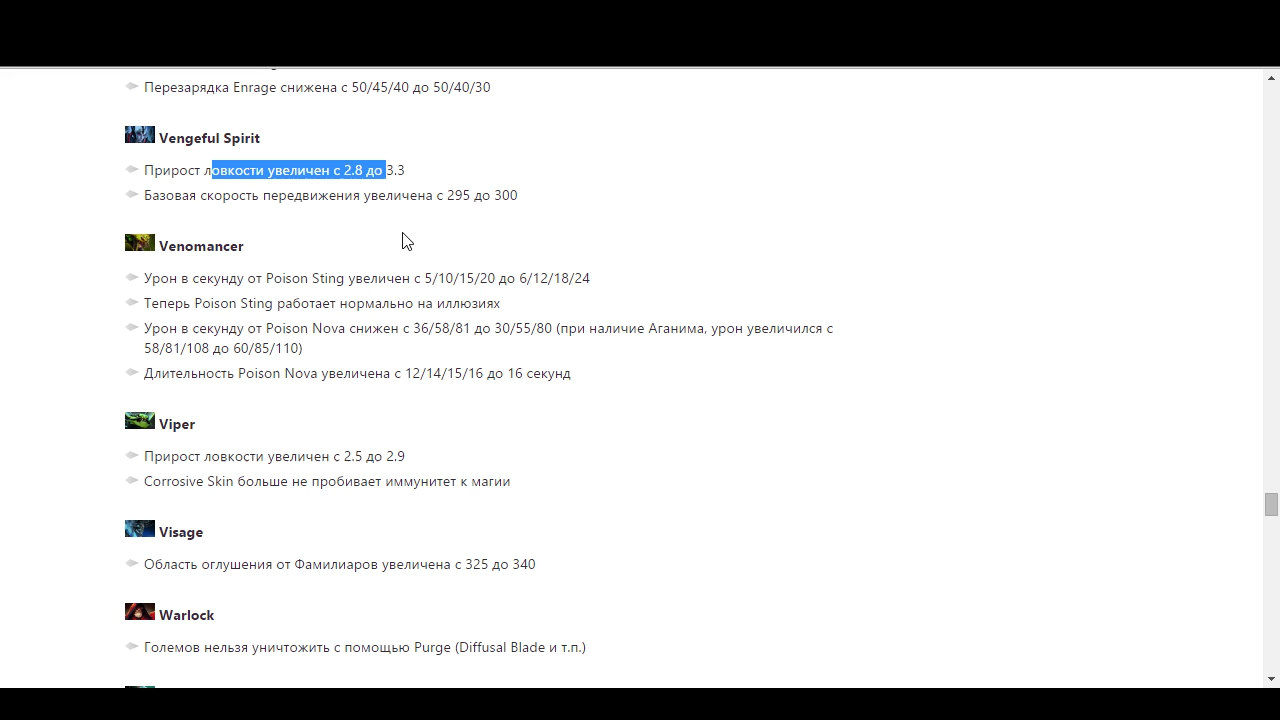 Перезарядка Enrage снижена с 50/45/40 до 50/40/30
Vengeful Spirit
Прирост ловкости увеличен с 2.8 до 3.3
Базовая скорость передвижения увеличена с 295 до 300
Venomancer
Урон в секунду от Poison Sting увеличен с 5/10/15/20 до 6/12/18/24
Теперь Poison Sting работает нормально на иллюзиях
Урон в секунду от Poison Nova снижен с 36/58/81 до 30/55/80 (при наличие Аганима, урон увеличился с
58/81/108 до 60/85/110)
Длительность Poison Nova увеличена с 12/14/15/16 до 16 секунд
Viper
Прирост ловкости увеличен с 2.5 до 2.9
Corrosive Skin больше не пробивает иммунитет к магии
Visage
Область оглушения от Фамилиаров увеличена с 325 до 340
Warlock
Големов нельзя уничтожить с помощью Purge (Diffusal Blade и т.п.)